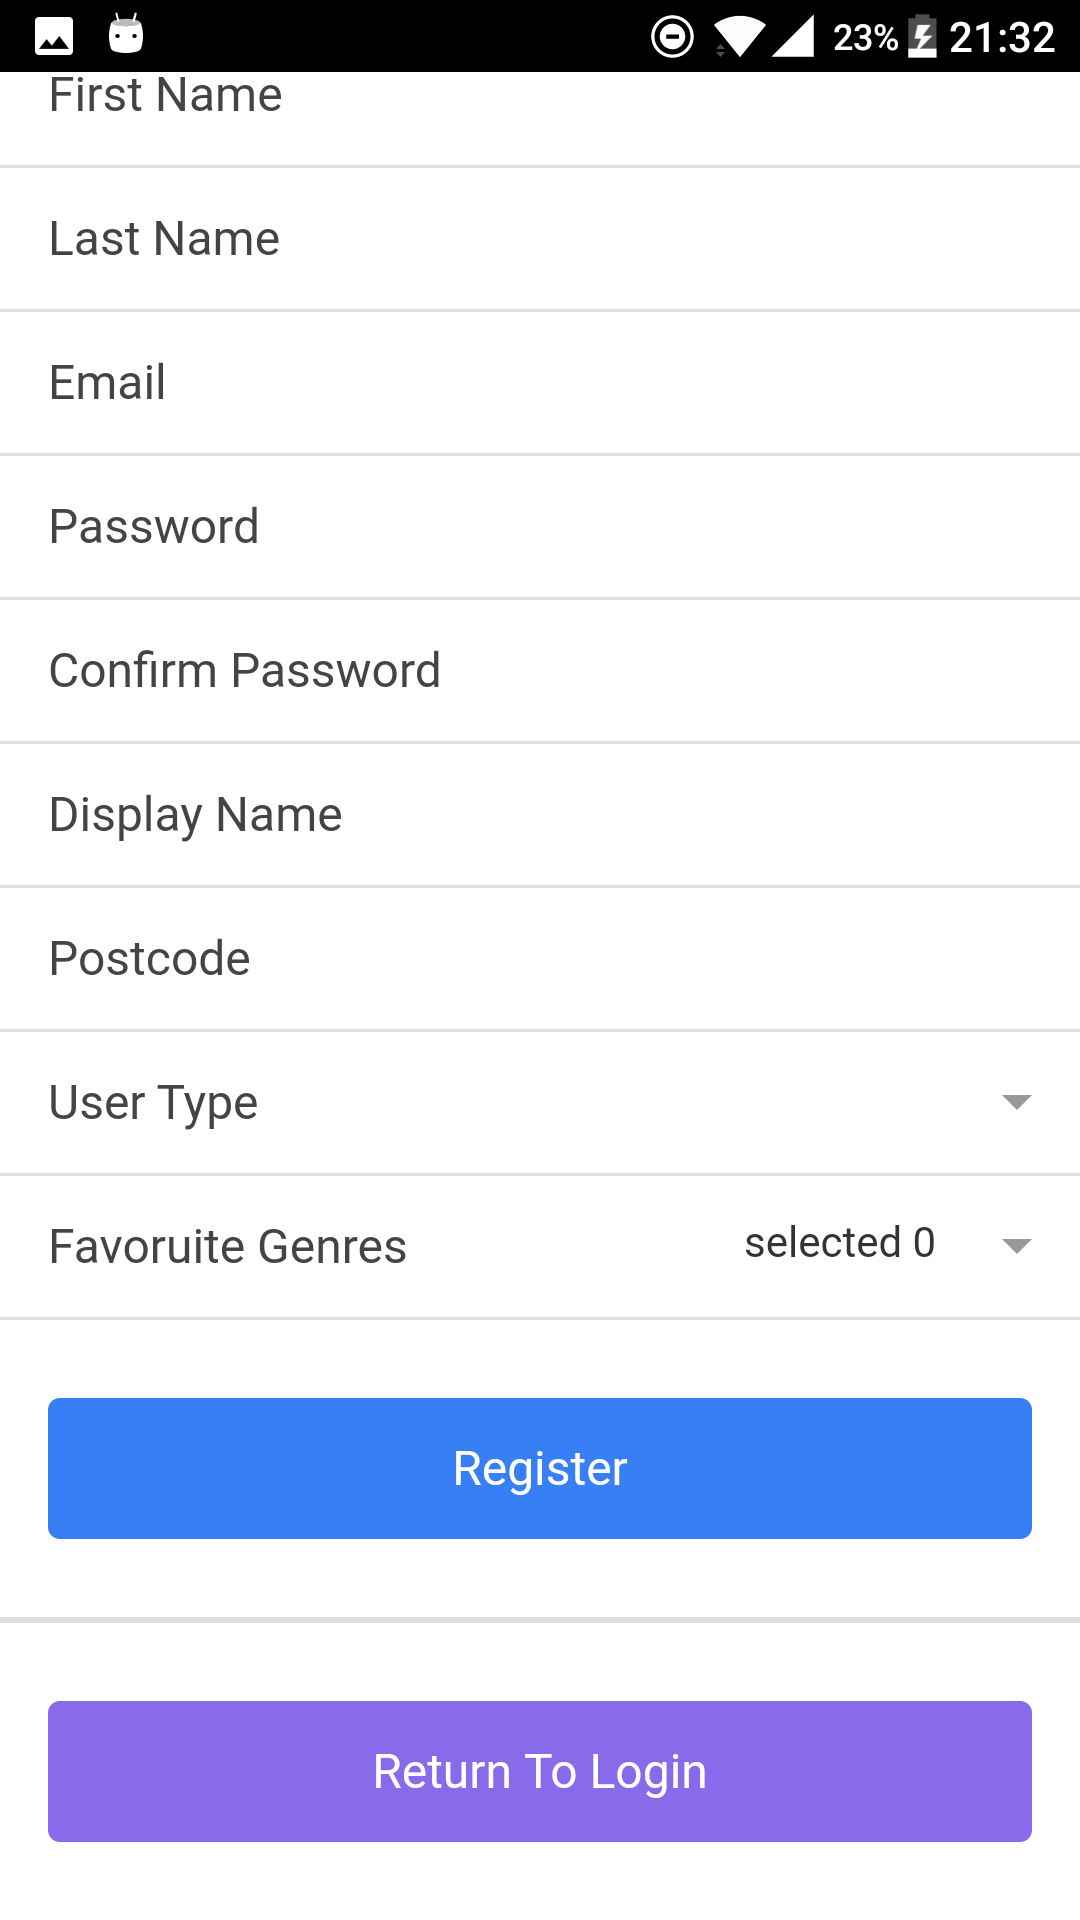 23% 21:32
First Name
Last Name
Email
Password
Confirm Password
Display Name
Postcode
User Type
Favoruite Genres selected 0
Register
Return To Login